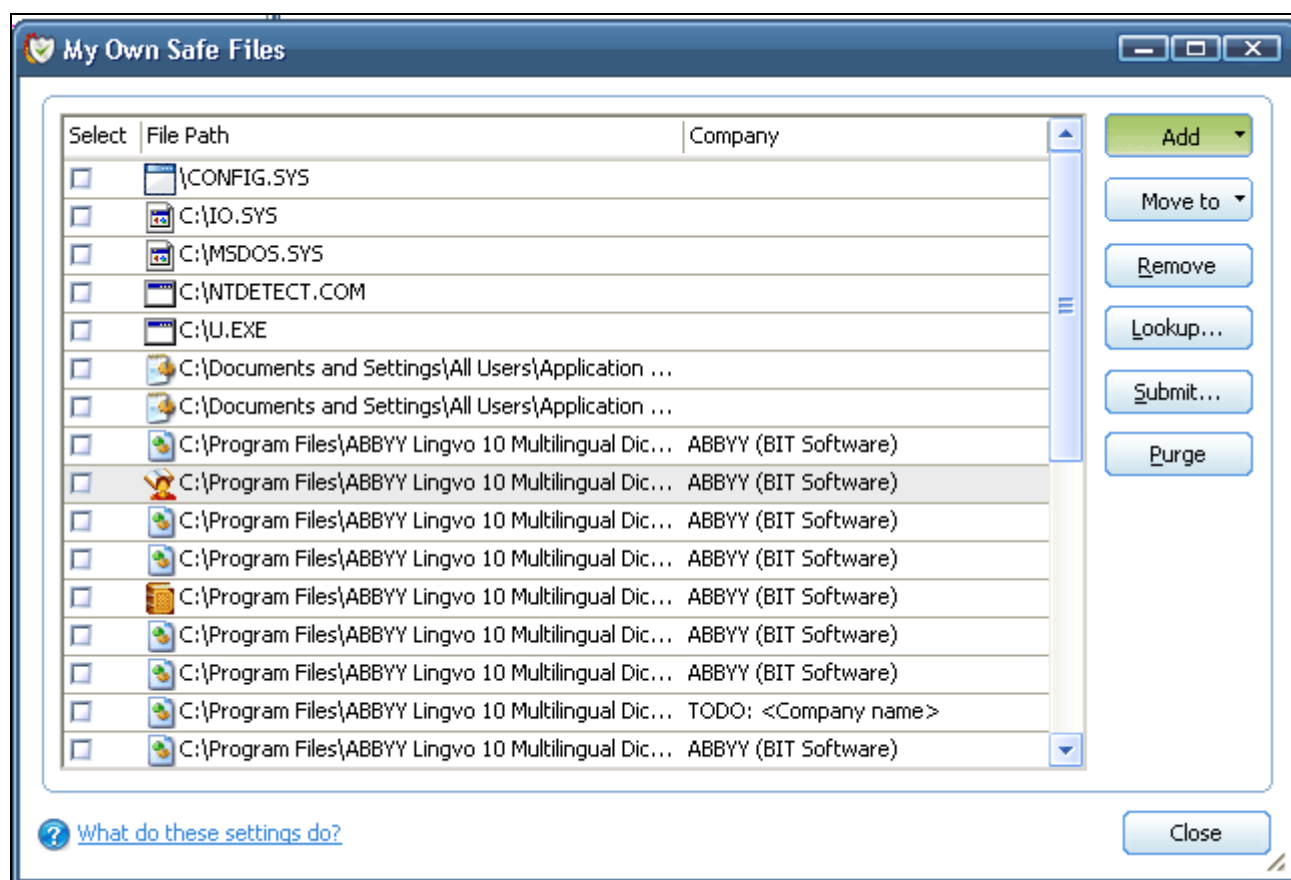 My Own Safe Files
Select File Path Company
\CONFIG.SYS
C:\IO.SYS
C:\MSDOS.SYS
C:\NTDETECT.COM
C:\U.EXE
C:\Documents and Settings\All Users\Application ...
C:\Documents and Settings\All Users\Application ...
C:\Program Files\ABBYY Lingvo 10 Multilingual Dic... ABBYY (BIT Software)
C:\Program Files\ABBYY Lingvo 10 Multilingual Dic... ABBYY (BIT Software)
C:\Program Files\ABBYY Lingvo 10 Multilingual Dic... ABBYY (BIT Software)
C:\Program Files\ABBYY Lingvo 10 Multilingual Dic... ABBYY (BIT Software)
C:\Program Files\ABBYY Lingvo 10 Multilingual Dic... ABBYY (BIT Software)
C:\Program Files\ABBYY Lingvo 10 Multilingual Dic... ABBYY (BIT Software)
C:\Program Files\ABBYY Lingvo 10 Multilingual Dic... ABBYY (BIT Software)
C:\Program Files\ABBYY Lingvo 10 Multilingual Dic... TODO: <Company name>
C:\Program Files\ABBYY Lingvo 10 Multilingual Dic... ABBYY (BIT Software)
Add
Move to
Remove
Lookup...
Submit...
Purge
What do these settings do?
Close